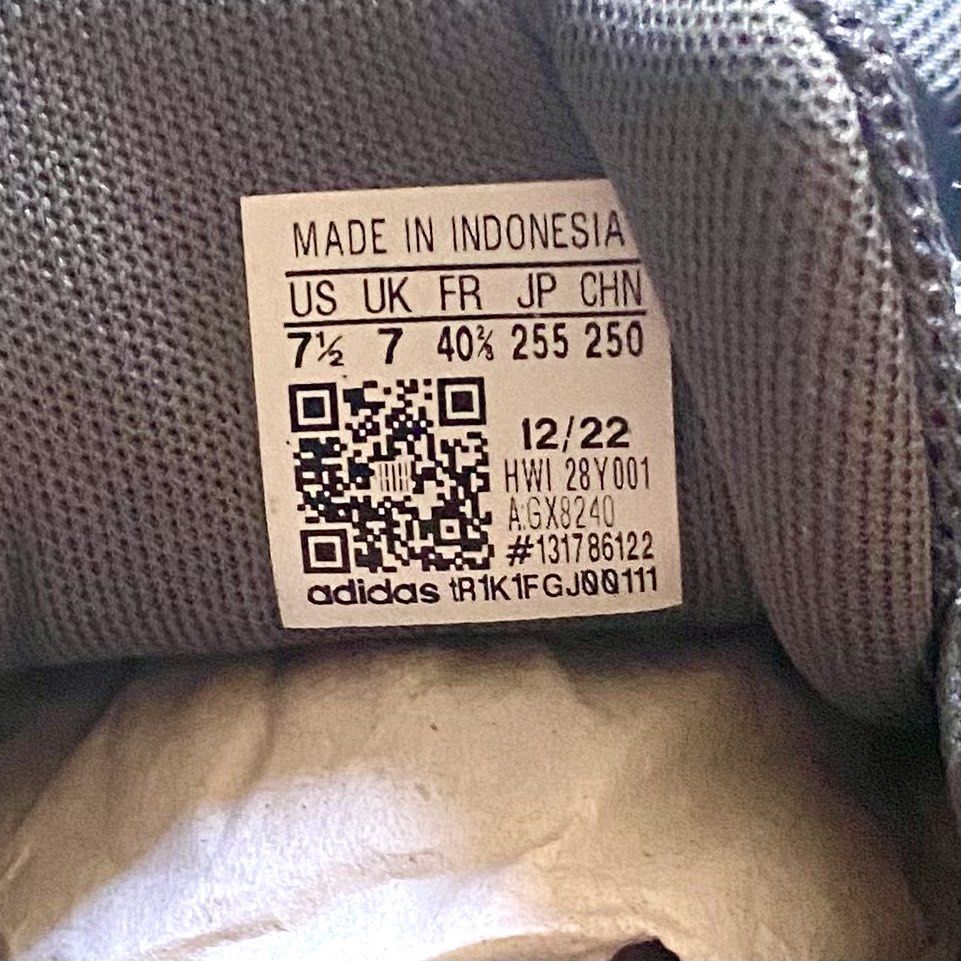 MADE IN INDONESIA
US UK FR JP CHN
7½ 7 40⅔ 255 250
12/22
HWI 28Y001
A:GX8240
#131786122
adidas tR1K1FGJ00111